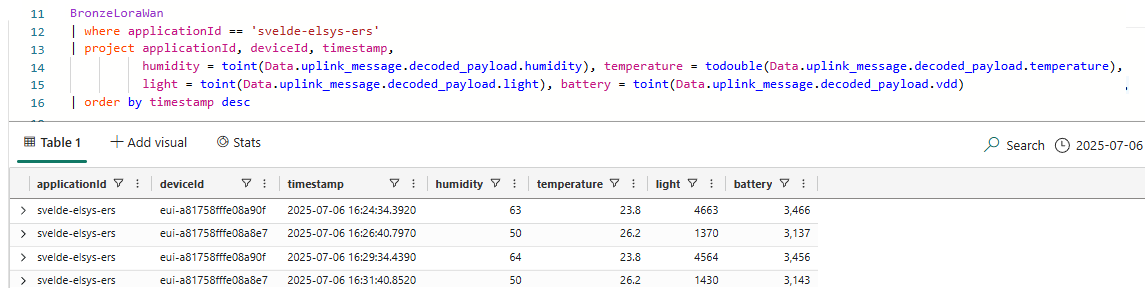 11 BronzeLoraWan
12 | where applicationId == 'svelde-elsys-ers'
13 | project applicationId, deviceId, timestamp,
14 humidity = toint(Data.uplink_message.decoded_payload.humidity), temperature = todouble(Data.uplink_message.decoded_payload.temperature),
15 light = toint(Data.uplink_message.decoded_payload.light), battery = toint(Data.uplink_message.decoded_payload.vdd)
16 | order by timestamp desc
Table 1 Add visual Stats Search 2025-07-06
applicationId deviceId timestamp humidity temperature light battery
svelde-elsys-ers eui-a81758fffe08a90f 2025-07-06 16:24:34.3920 63 23.8 4663 3,466
svelde-elsys-ers eui-a81758fffe08a8e7 2025-07-06 16:26:40.7970 50 26.2 1370 3,137
svelde-elsys-ers eui-a81758fffe08a90f 2025-07-06 16:29:34.4390 64 23.8 4564 3,456
svelde-elsys-ers eui-a81758fffe08a8e7 2025-07-06 16:31:40.8520 50 26.2 1430 3,143